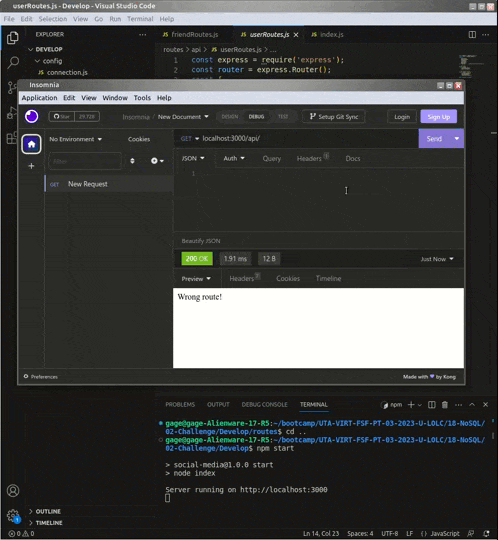 userRoutes.js - Develop - Visual Studio Code
File Edit Selection View Go Run Terminal Help
EXPLORER ...
friendRoutes.js userRoutes.js index.js
DEVELOP
routes > api > userRoutes.js > ...
config
connection.js
1 const express = require('express');
2 const router = express.Router();
Insomnia
Application Edit View Window Tools Help
Star 29,728 Insomnia / New Document DESIGN DEBUG TEST Setup Git Sync Login Sign Up
No Environment Cookies
GET localhost:3000/api/ Send
Filter
JSON Auth Query Headers 1 Docs
1
GET New Request
Beautify JSON
200 OK 1.91 ms 12 B Just Now
Preview Headers 7 Cookies Timeline
Wrong route!
Preferences Made with by Kong
PROBLEMS OUTPUT DEBUG CONSOLE TERMINAL npm
gage@gage-Alienware-17-R5:~/bootcamp/UTA-VIRT-FSF-PT-03-2023-U-LOLC/18-NoSQL/
02-Challenge/Develop/routes$ cd ..
gage@gage-Alienware-17-R5:~/bootcamp/UTA-VIRT-FSF-PT-03-2023-U-LOLC/18-NoSQL/
02-Challenge/Develop$ npm start
> social-media@1.0.0 start
> node index
Server running on http://localhost:3000
OUTLINE
TIMELINE
0 0 Ln 14, Col 23 Spaces: 4 UTF-8 LF {} JavaScript